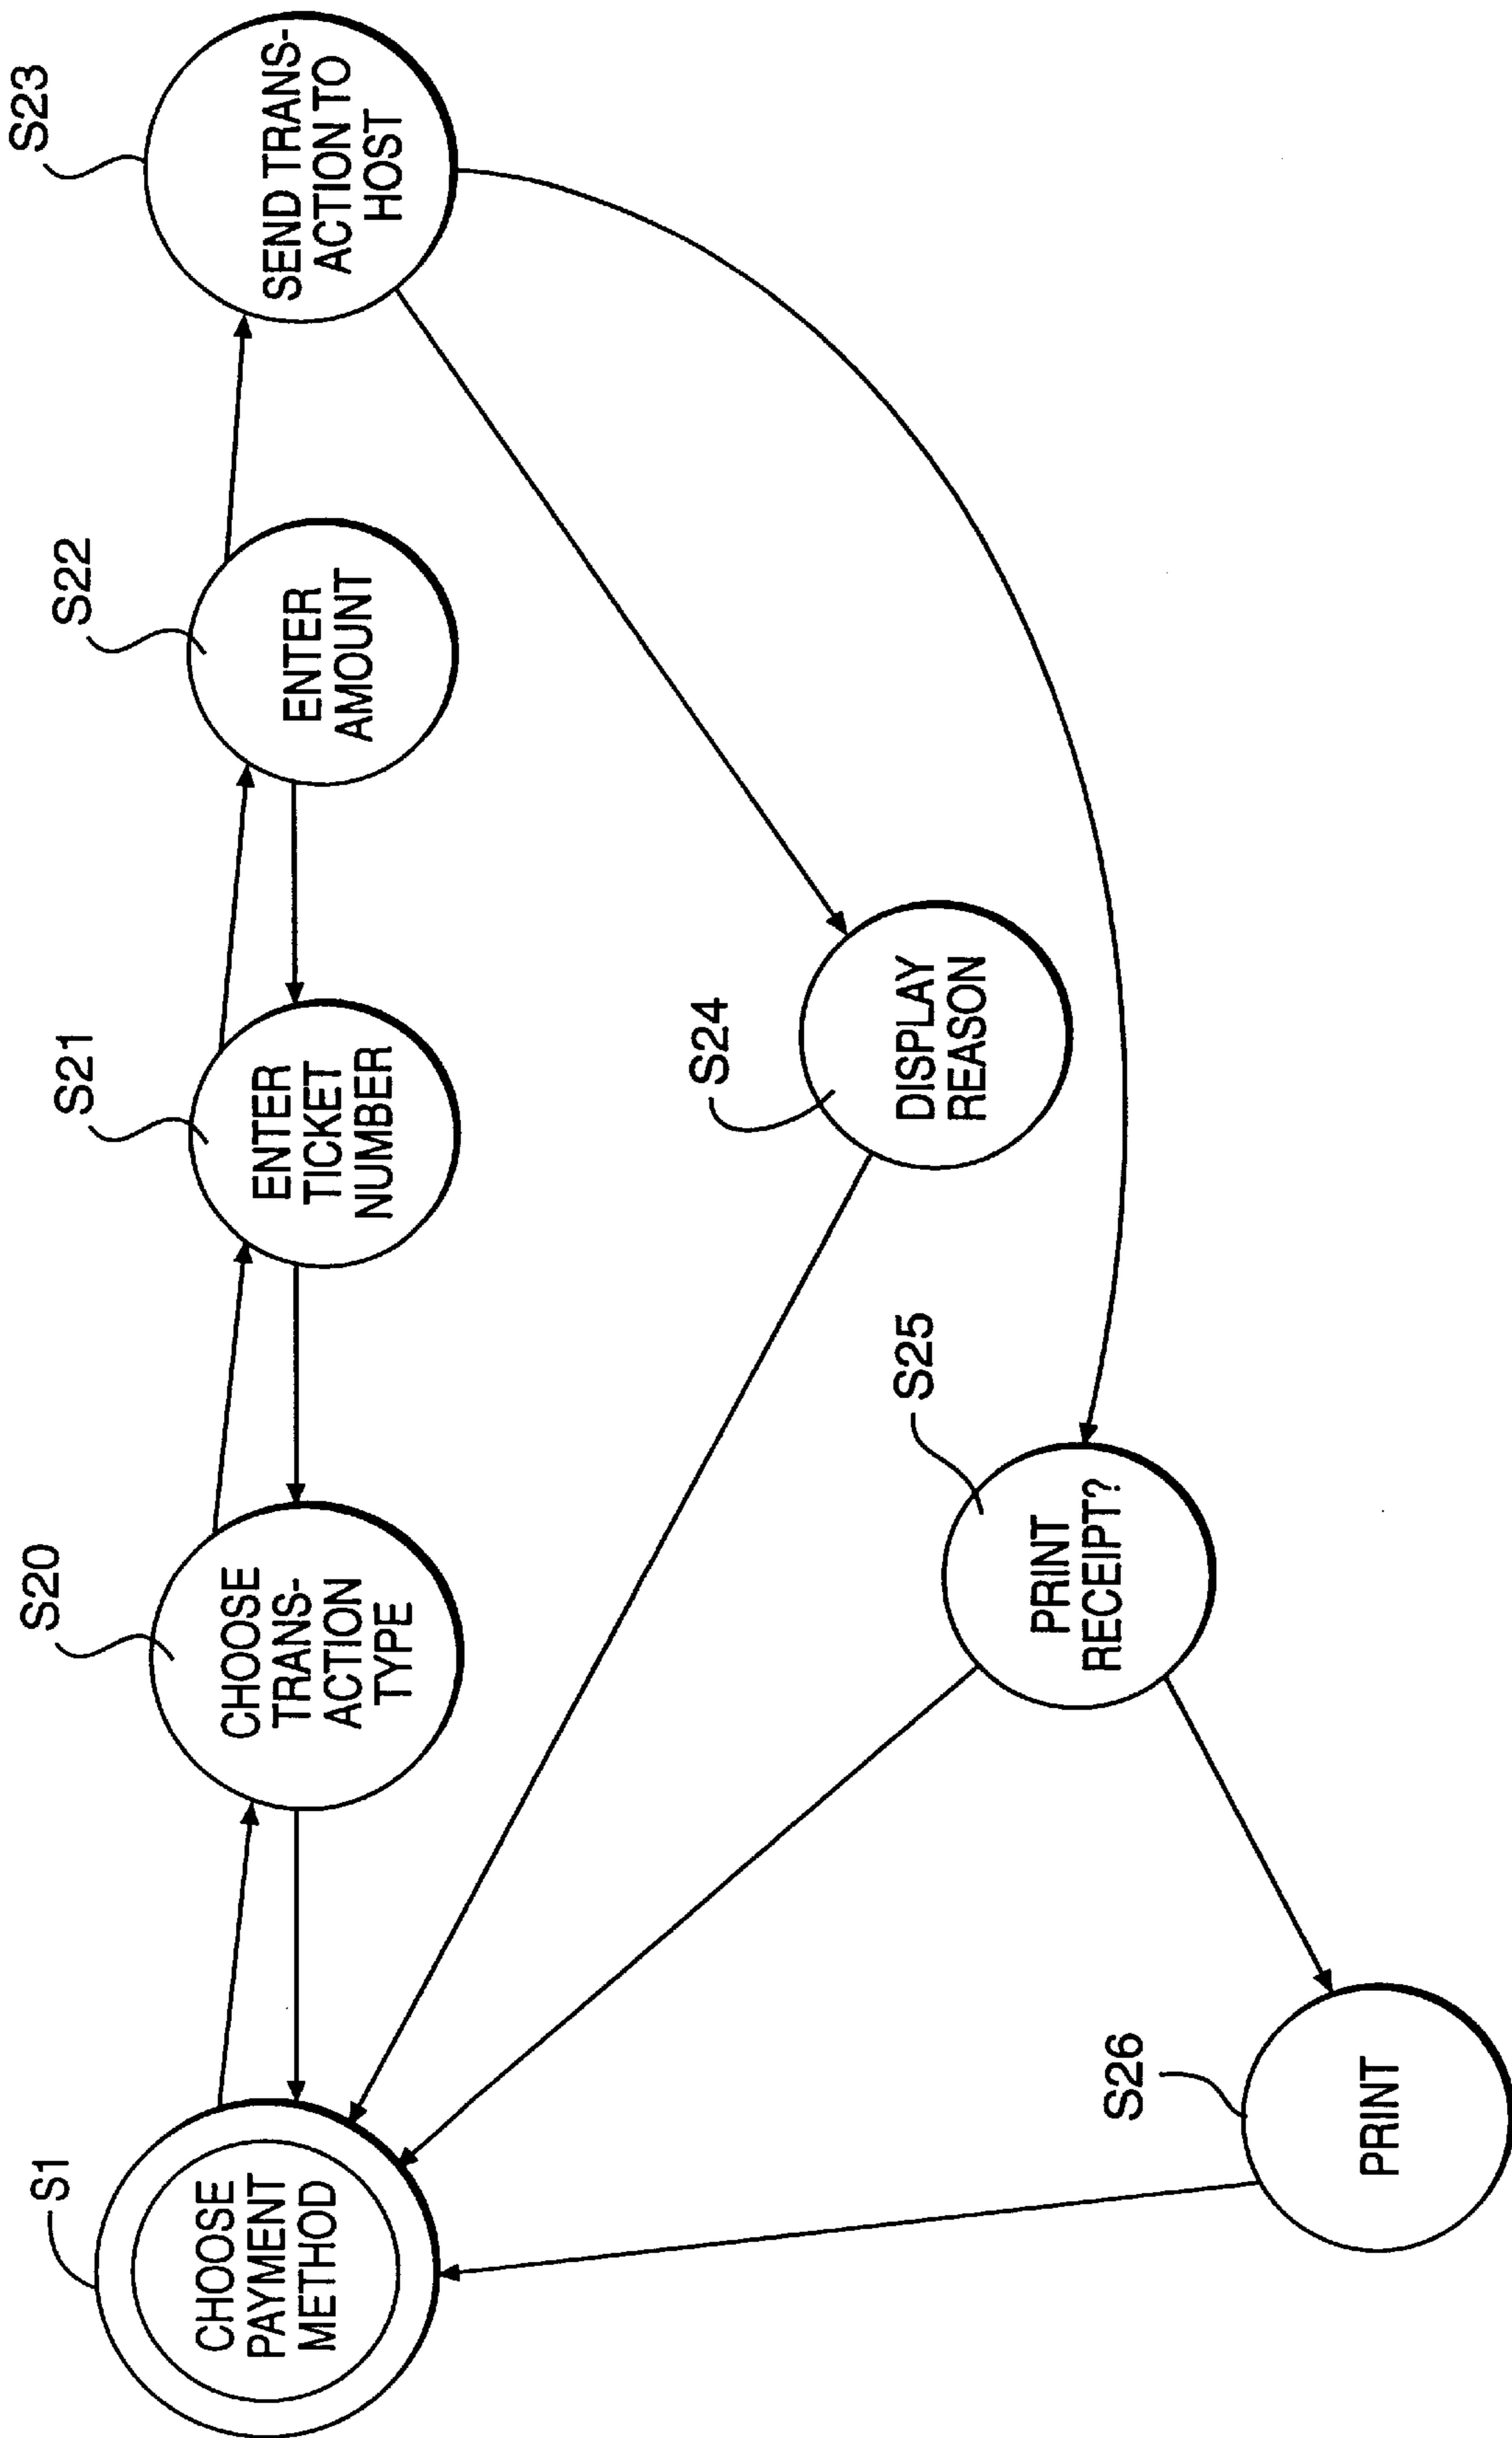 S1
CHOOSE
PAYMENT
METHOD
S20
CHOOSE
TRANS-
ACTION
TYPE
S21
ENTER
TICKET
NUMBER
S22
ENTER
AMOUNT
S23
SEND TRANS-
ACTION TO
HOST
S24
DISPLAY
REASON
S25
PRINT
RECEIPT?
S26
PRINT